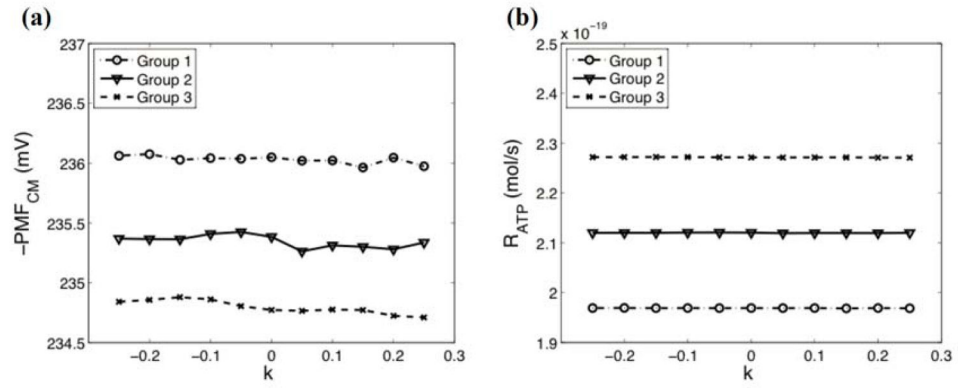 (a)
237
236.5
236
235.5
235
234.5
−PMF_CM (mV)
Group 1
Group 2
Group 3
−0.2
−0.1
0
0.1
0.2
0.3
k
(b)
x 10⁻¹⁹
2.5
2.4
2.3
2.2
2.1
2
1.9
R_ATP (mol/s)
Group 1
Group 2
Group 3
−0.2
−0.1
0
0.1
0.2
0.3
k